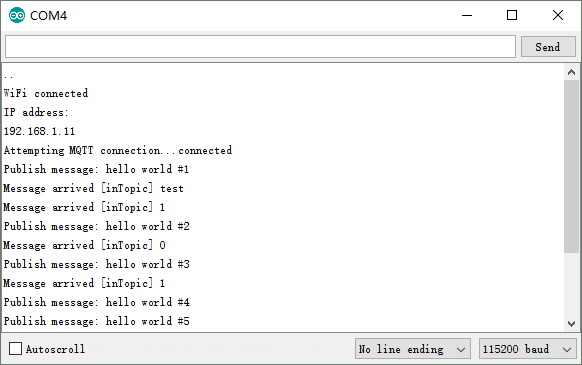 COM4
Send
..
WiFi connected
IP address:
192.168.1.11
Attempting MQTT connection...connected
Publish message: hello world #1
Message arrived [inTopic] test
Message arrived [inTopic] 1
Publish message: hello world #2
Message arrived [inTopic] 0
Publish message: hello world #3
Message arrived [inTopic] 1
Publish message: hello world #4
Publish message: hello world #5
Autoscroll
No line ending
115200 baud